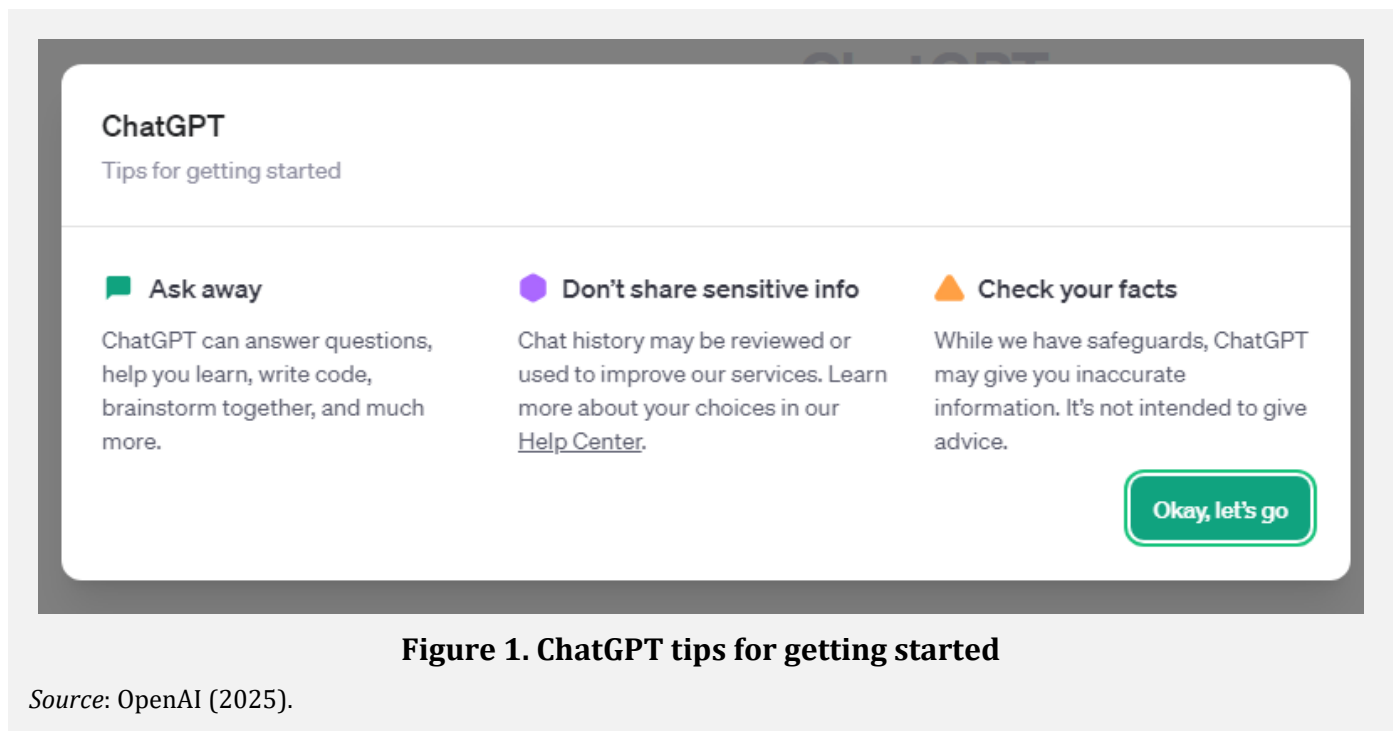 ChatGPT
ChatGPT
Tips for getting started
Ask away
ChatGPT can answer questions,
help you learn, write code,
brainstorm together, and much
more.
Don't share sensitive info
Chat history may be reviewed or
used to improve our services. Learn
more about your choices in our
Help Center.
Check your facts
While we have safeguards, ChatGPT
may give you inaccurate
information. It's not intended to give
advice.
Okay, let's go
Figure 1. ChatGPT tips for getting started
Source: OpenAI (2025).